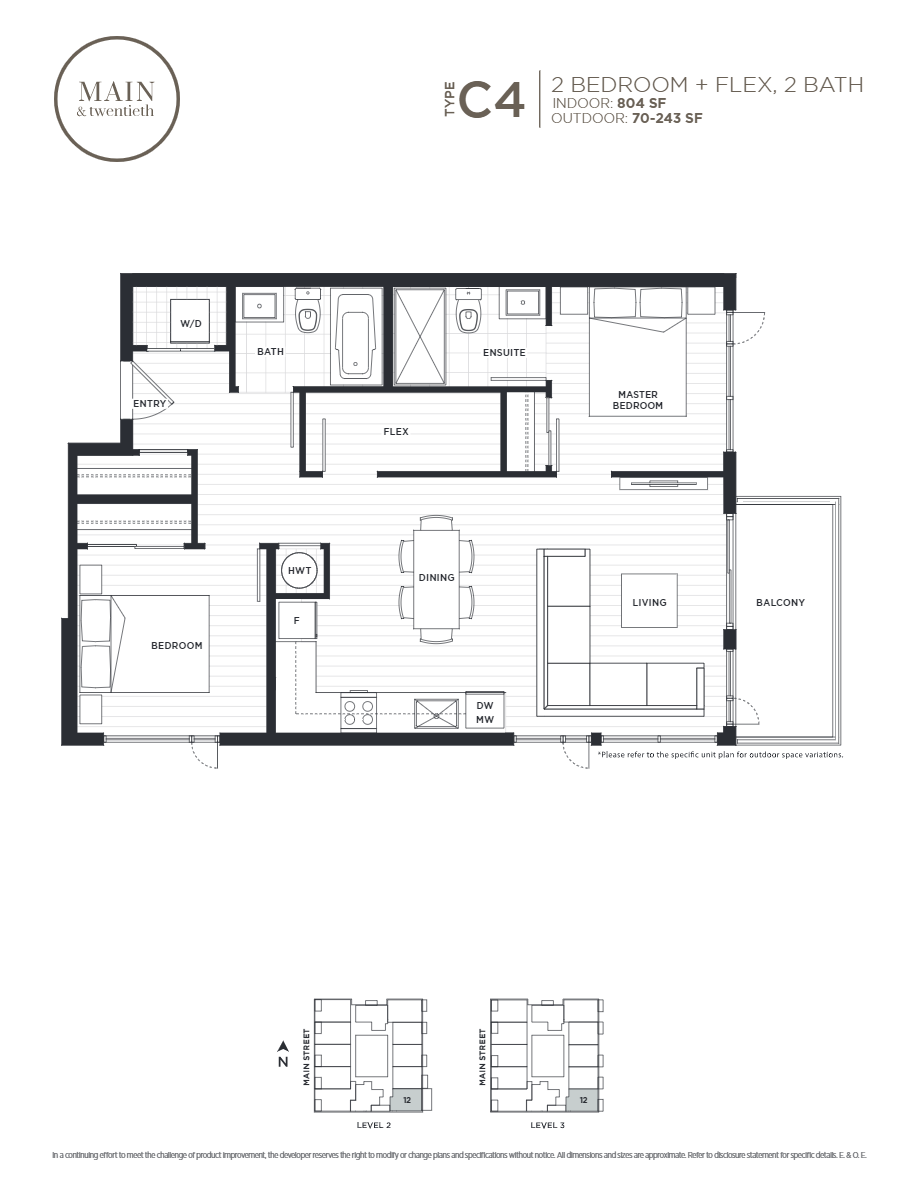 MAIN
& twentieth
TYPE
C4
2 BEDROOM + FLEX, 2 BATH
INDOOR: 804 SF
OUTDOOR: 70-243 SF
W/D
BATH
ENSUITE
MASTER
BEDROOM
ENTRY
FLEX
HWT
DINING
LIVING
BALCONY
F
BEDROOM
DW
MW
*Please refer to the specific unit plan for outdoor space variations.
N
MAIN STREET
12
LEVEL 2
MAIN STREET
12
LEVEL 3
In a continuing effort to meet the challenge of product improvement, the developer reserves the right to modify or change plans and specifications without notice. All dimensions and sizes are approximate. Refer to disclosure statement for specific details. E. & O. E.